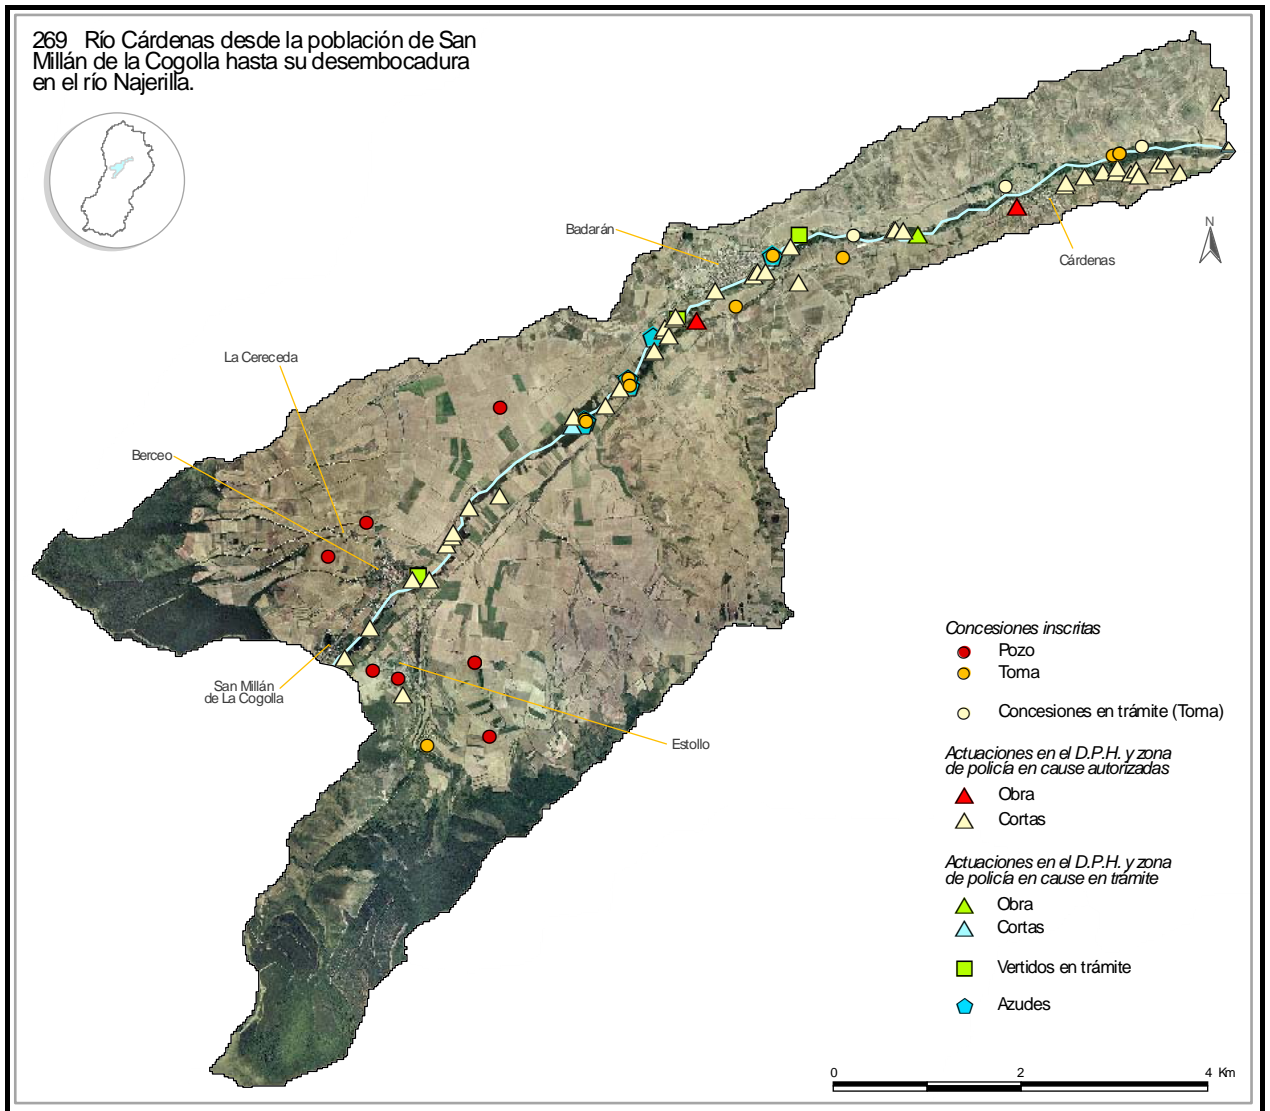 269 Río Cárdenas desde la población de San
Millán de la Cogolla hasta su desembocadura
en el río Najerilla.
N
Badarán
Cárdenas
La Cereceda
Berceo
San Millán
de La Cogolla
Estollo
Concesiones inscritas
Pozo
Toma
Concesiones en trámite (Toma)
Actuaciones en el D.P.H. y zona
de policía en cause autorizadas
Obra
Cortas
Actuaciones en el D.P.H. y zona
de policía en cause en trámite
Obra
Cortas
Vertidos en trámite
Azudes
0 2 4 Km